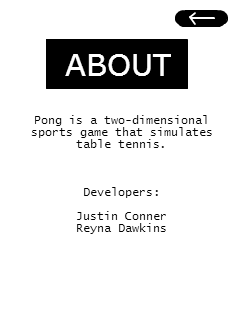 ABOUT
Pong is a two-dimensional
sports game that simulates
table tennis.
Developers:
Justin Conner
Reyna Dawkins